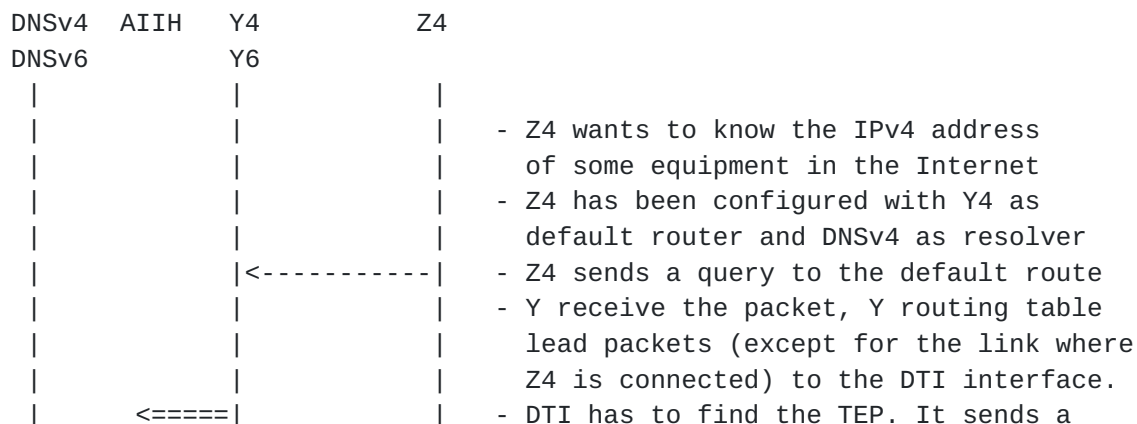 DNSv4  AIIH   Y4          Z4
DNSv6         Y6
 |            |            |
 |            |            |   - Z4 wants to know the IPv4 address
 |            |            |     of some equipment in the Internet
 |            |            |   - Z4 has been configured with Y4 as
 |            |            |     default router and DNSv4 as resolver
 |            |<-----------|   - Z4 sends a query to the default route
 |            |            |   - Y receive the packet, Y routing table
 |            |            |     lead packets (except for the link where
 |            |            |     Z4 is connected) to the DTI interface.
 |      <=====|            |   - DTI has to find the TEP. It sends a